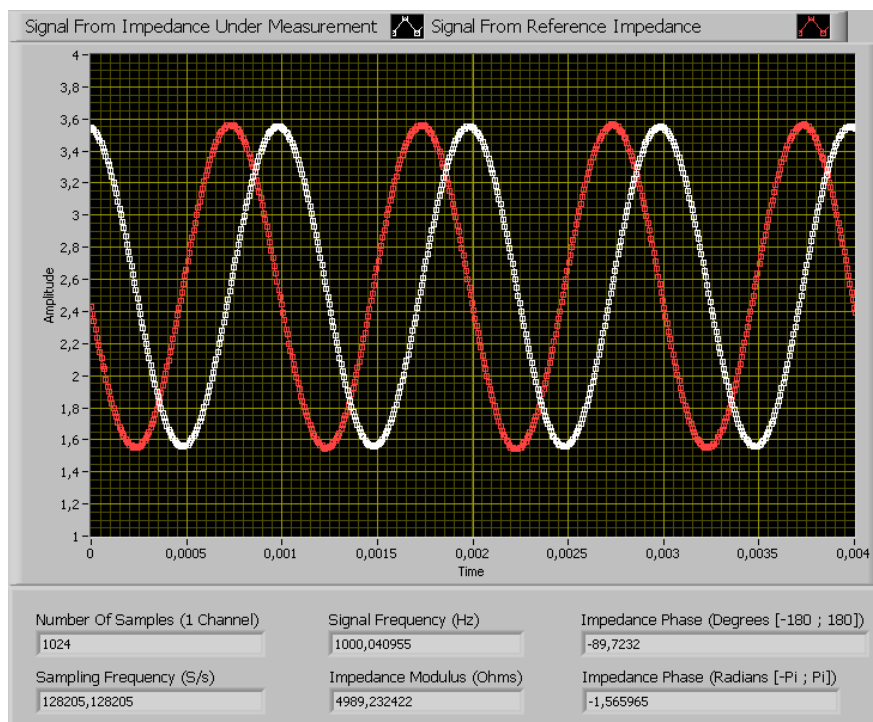 Signal From Impedance Under Measurement Signal From Reference Impedance
4
3,8
3,6
3,4
3,2
3
2,8
2,6
2,4
2,2
2
1,8
1,6
1,4
1,2
1
Amplitude
0 0,0005 0,001 0,0015 0,002 0,0025 0,003 0,0035 0,004
Time
Number Of Samples (1 Channel) Signal Frequency (Hz) Impedance Phase (Degrees [-180 ; 180])
1024 1000,040955 -89,7232
Sampling Frequency (S/s) Impedance Modulus (Ohms) Impedance Phase (Radians [-Pi ; Pi])
128205,128205 4989,232422 -1,565965